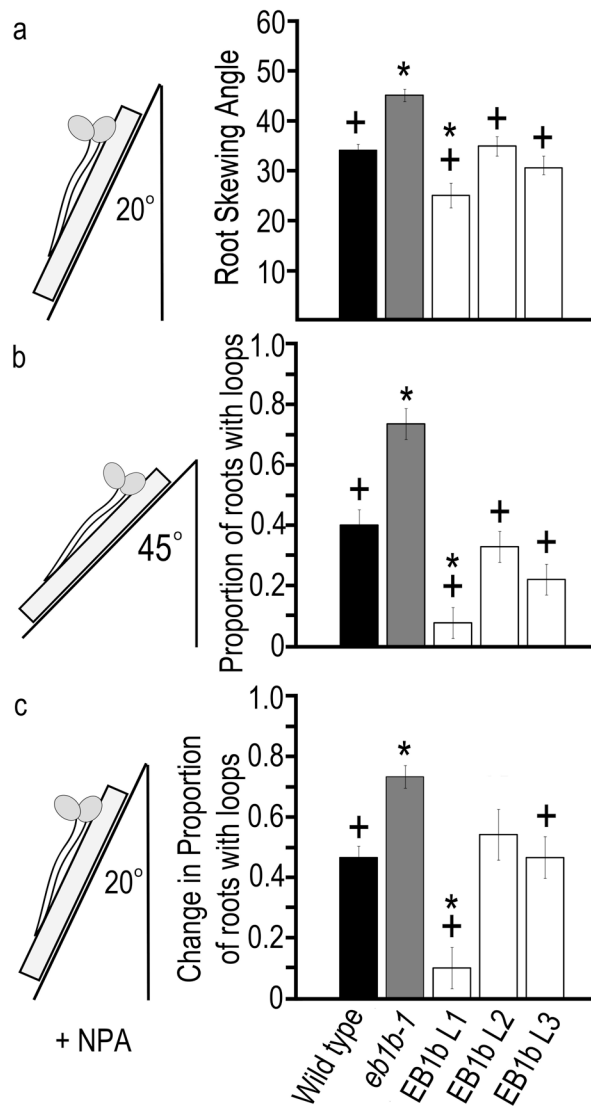 a
20°
Root Skewing Angle
60
50
40
30
20
10
+
*
*
+
+
+
b
45°
Proportion of roots with loops
1.0
0.8
0.6
0.4
0.2
0
+
*
*
+
+
+
c
20°
+ NPA
Change in Proportion
of roots with loops
1.0
0.8
0.6
0.4
0.2
0
+
*
*
+
+
Wild type
eb1b-1
EB1b L1
EB1b L2
EB1b L3